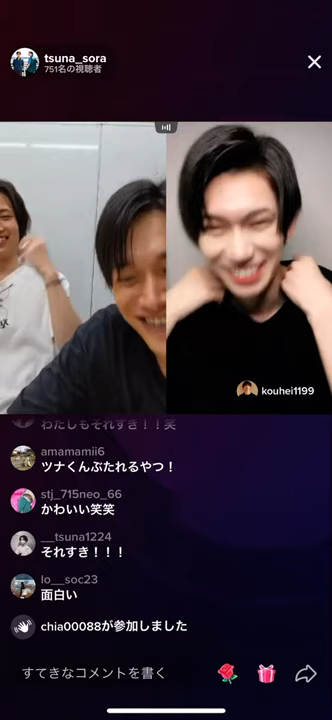 tsuna_sora
751名の視聴者
kouhei1199
わたしもそれすき！！笑
amamamii6
ツナくんぶたれるやつ！
stj_715neo_66
かわいい笑笑
__tsuna1224
それすき！！！
lo__soc23
面白い
chia00088が参加しました
すてきなコメントを書く